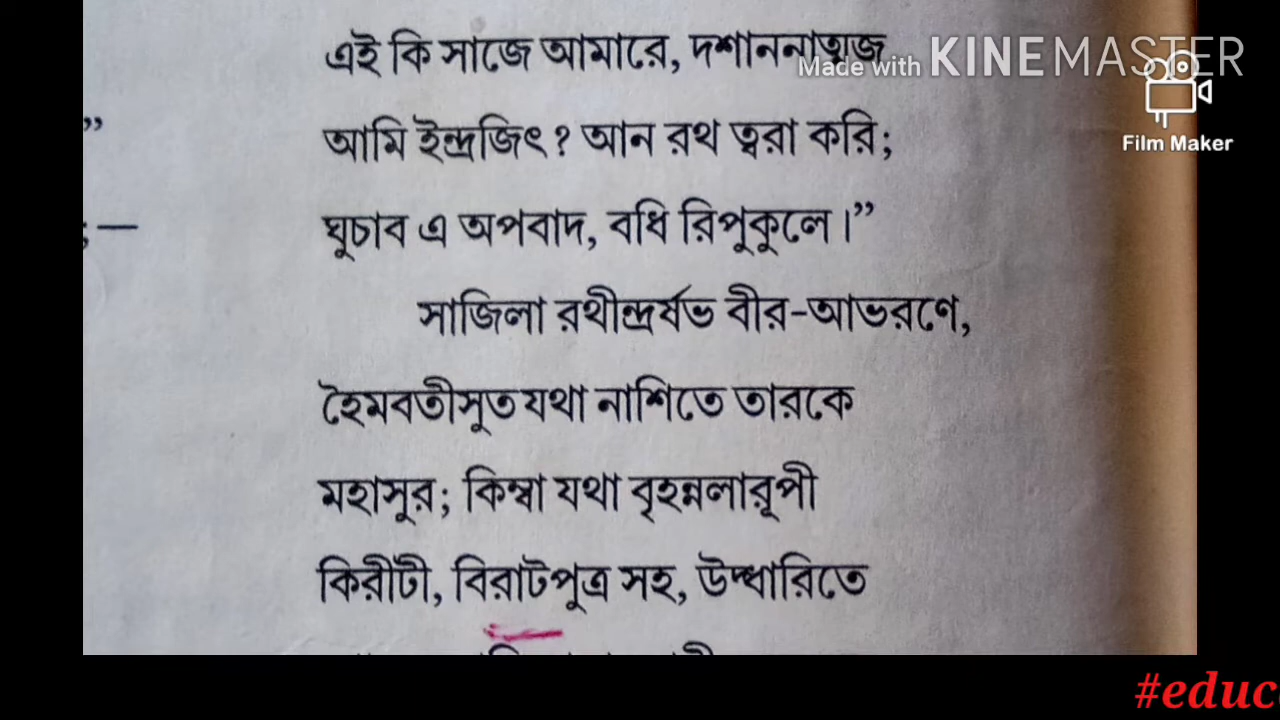 এই কি সাজে আমারে, দশাননাত্মজ
Made with KINEMASTER
Film Maker
”
আমি ইন্দ্রজিৎ? আন রথ ত্বরা করি;
—
ঘুচাব এ অপবাদ, বধি রিপুকুলে।”
সাজিলা রথীন্দ্রর্ষভ বীর-আভরণে,
হৈমবতীসুত যথা নাশিতে তারকে
মহাসুর; কিম্বা যথা বৃহন্নলারূপী
কিরীটী, বিরাটপুত্র সহ, উদ্ধারিতে
#educ